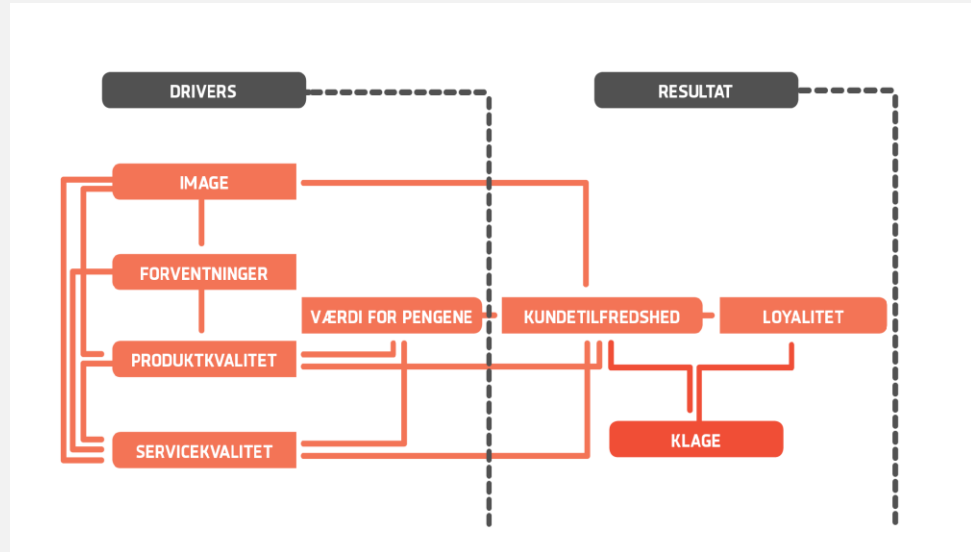 DRIVERS
RESULTAT
IMAGE
FORVENTNINGER
VÆRDI FOR PENGENE
KUNDETILFREDSHED
LOYALITET
PRODUKTKVALITET
KLAGE
SERVICEKVALITET